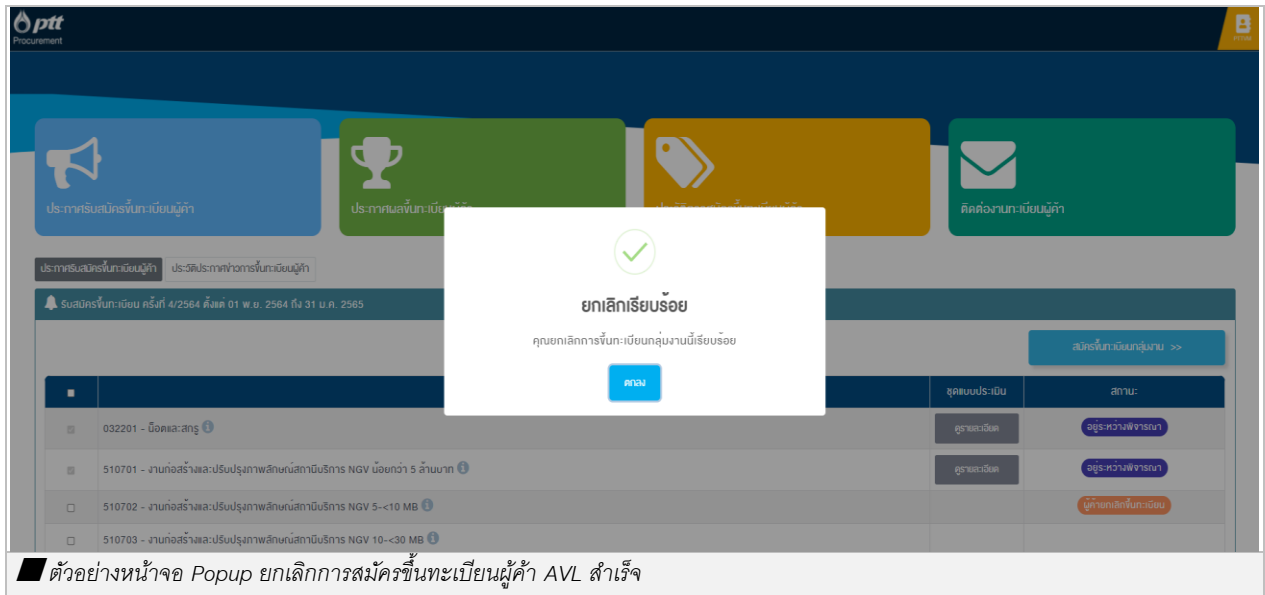 ptt
Procurement
ประกาศรับสมัครขึ้นทะเบียนผู้ค้า
ประกาศผลขึ้นทะเบียนผู้ค้า
ติดต่องานทะเบียนผู้ค้า
ประกาศรับสมัครขึ้นทะเบียนผู้ค้า ประวัติประกาศข่าวการขึ้นทะเบียนผู้ค้า
รับสมัครขึ้นทะเบียน ครั้งที่ 4/2564 ตั้งแต่ 01 พ.ย. 2564 ถึง 31 ม.ค. 2565
ยกเลิกเรียบร้อย
คุณยกเลิกการขึ้นทะเบียนกลุ่มงานนี้เรียบร้อย
ตกลง
สมัครขึ้นทะเบียนกลุ่มงาน >>
ชุดแบบประเมิน สถานะ
032201 - น็อตและสกรู ดูรายละเอียด อยู่ระหว่างพิจารณา
510701 - งานก่อสร้างและปรับปรุงภาพลักษณ์สถานีบริการ NGV น้อยกว่า 5 ล้านบาท ดูรายละเอียด อยู่ระหว่างพิจารณา
510702 - งานก่อสร้างและปรับปรุงภาพลักษณ์สถานีบริการ NGV 5-<10 MB ผู้ค้ายกเลิกขึ้นทะเบียน
510703 - งานก่อสร้างและปรับปรุงภาพลักษณ์สถานีบริการ NGV 10-<30 MB
ตัวอย่างหน้าจอ Popup ยกเลิกการสมัครขึ้นทะเบียนผู้ค้า AVL สำเร็จ